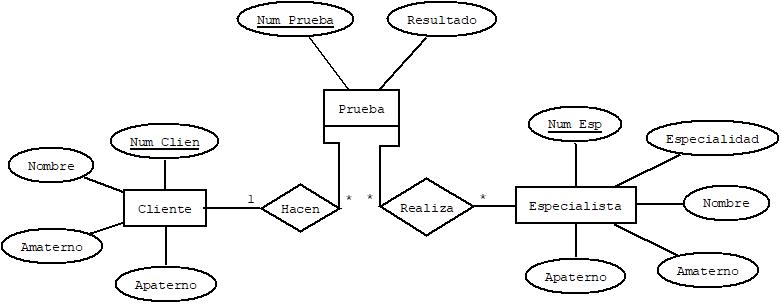 Num Prueba
Resultado
Prueba
Num Esp
Especialidad
Num Clien
Nombre
Cliente
1
Hacen
*
*
Realiza
*
Especialista
Nombre
Amaterno
Apaterno
Apaterno
Amaterno